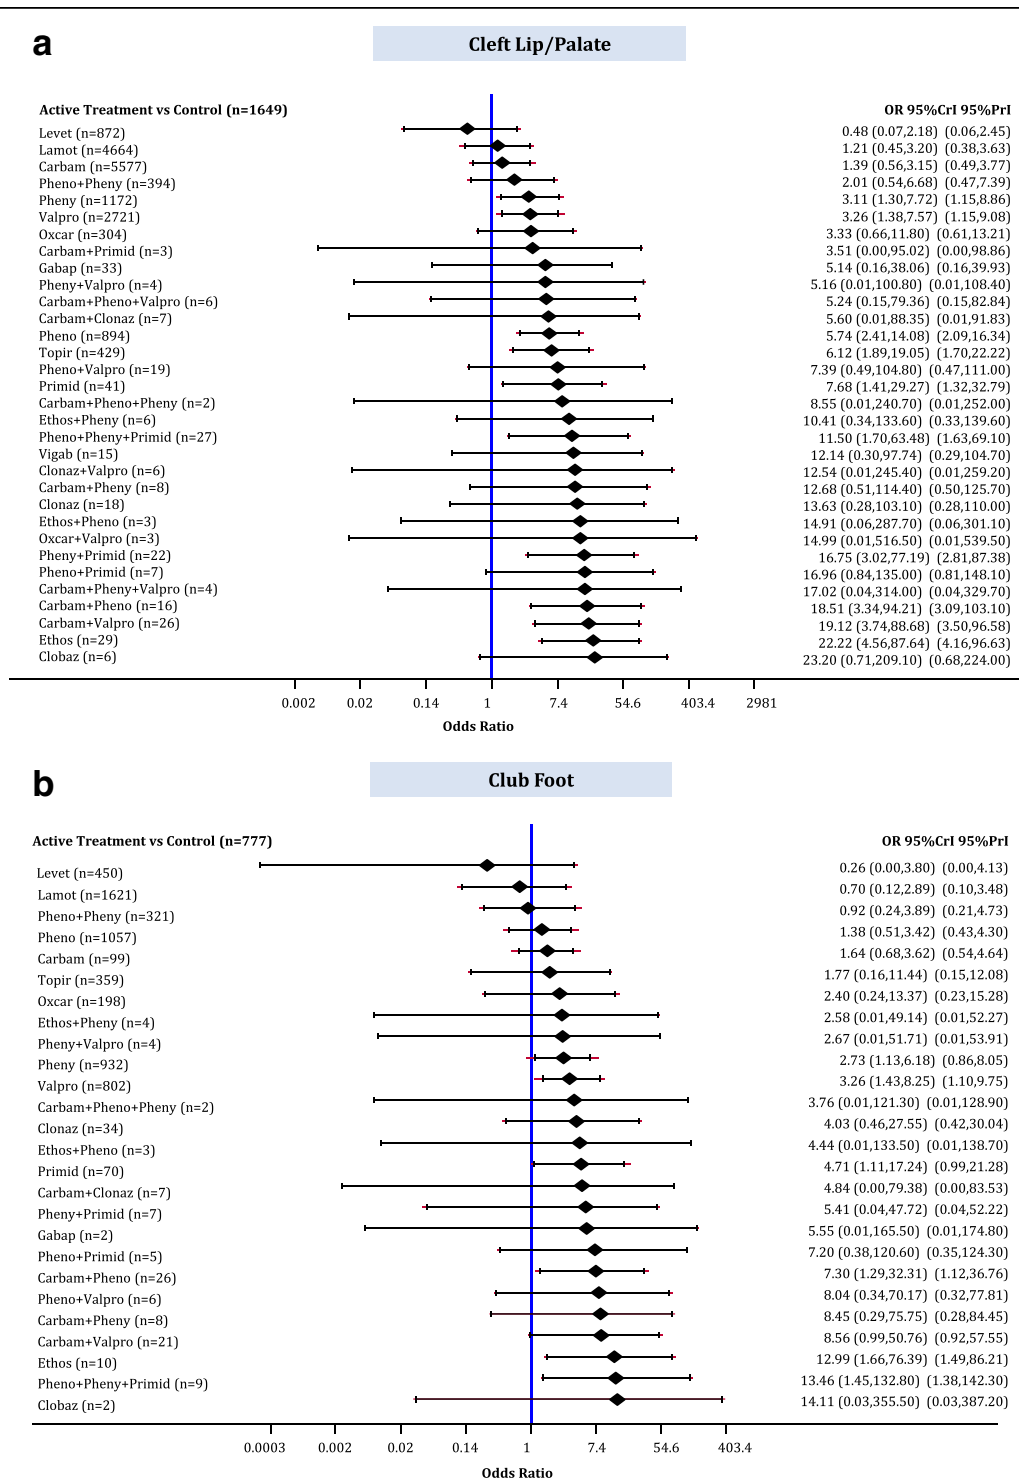 a
Cleft Lip/Palate
Active Treatment vs Control (n=1649) OR 95%CrI 95%PrI
Levet (n=872) 0.48 (0.07,2.18) (0.06,2.45)
Lamot (n=4664) 1.21 (0.45,3.20) (0.38,3.63)
Carbam (n=5577) 1.39 (0.56,3.15) (0.49,3.77)
Pheno+Pheny (n=394) 2.01 (0.54,6.68) (0.47,7.39)
Pheny (n=1172) 3.11 (1.30,7.72) (1.15,8.86)
Valpro (n=2721) 3.26 (1.38,7.57) (1.15,9.08)
Oxcar (n=304) 3.33 (0.66,11.80) (0.61,13.21)
Carbam+Primid (n=3) 3.51 (0.00,95.02) (0.00,98.86)
Gabap (n=33) 5.14 (0.16,38.06) (0.16,39.93)
Pheny+Valpro (n=4) 5.16 (0.01,100.80) (0.01,108.40)
Carbam+Pheno+Valpro (n=6) 5.24 (0.15,79.36) (0.15,82.84)
Carbam+Clonaz (n=7) 5.60 (0.01,88.35) (0.01,91.83)
Pheno (n=894) 5.74 (2.41,14.08) (2.09,16.34)
Topir (n=429) 6.12 (1.89,19.05) (1.70,22.22)
Pheno+Valpro (n=19) 7.39 (0.49,104.80) (0.47,111.00)
Primid (n=41) 7.68 (1.41,29.27) (1.32,32.79)
Carbam+Pheno+Pheny (n=2) 8.55 (0.01,240.70) (0.01,252.00)
Ethos+Pheny (n=6) 10.41 (0.34,133.60) (0.33,139.60)
Pheno+Pheny+Primid (n=27) 11.50 (1.70,63.48) (1.63,69.10)
Vigab (n=15) 12.14 (0.30,97.74) (0.29,104.70)
Clonaz+Valpro (n=6) 12.54 (0.01,245.40) (0.01,259.20)
Carbam+Pheny (n=8) 12.68 (0.51,114.40) (0.50,125.70)
Clonaz (n=18) 13.63 (0.28,103.10) (0.28,110.00)
Ethos+Pheno (n=3) 14.91 (0.06,287.70) (0.06,301.10)
Oxcar+Valpro (n=3) 14.99 (0.01,516.50) (0.01,539.50)
Pheny+Primid (n=22) 16.75 (3.02,77.19) (2.81,87.38)
Pheno+Primid (n=7) 16.96 (0.84,135.00) (0.81,148.10)
Carbam+Pheny+Valpro (n=4) 17.02 (0.04,314.00) (0.04,329.70)
Carbam+Pheno (n=16) 18.51 (3.34,94.21) (3.09,103.10)
Carbam+Valpro (n=26) 19.12 (3.74,88.68) (3.50,96.58)
Ethos (n=29) 22.22 (4.56,87.64) (4.16,96.63)
Clobaz (n=6) 23.20 (0.71,209.10) (0.68,224.00)
0.002 0.02 0.14 1 7.4 54.6 403.4 2981
Odds Ratio
b
Club Foot
Active Treatment vs Control (n=777) OR 95%CrI 95%PrI
Levet (n=450) 0.26 (0.00,3.80) (0.00,4.13)
Lamot (n=1621) 0.70 (0.12,2.89) (0.10,3.48)
Pheno+Pheny (n=321) 0.92 (0.24,3.89) (0.21,4.73)
Pheno (n=1057) 1.38 (0.51,3.42) (0.43,4.30)
Carbam (n=99) 1.64 (0.68,3.62) (0.54,4.64)
Topir (n=359) 1.77 (0.16,11.44) (0.15,12.08)
Oxcar (n=198) 2.40 (0.24,13.37) (0.23,15.28)
Ethos+Pheny (n=4) 2.58 (0.01,49.14) (0.01,52.27)
Pheny+Valpro (n=4) 2.67 (0.01,51.71) (0.01,53.91)
Pheny (n=932) 2.73 (1.13,6.18) (0.86,8.05)
Valpro (n=802) 3.26 (1.43,8.25) (1.10,9.75)
Carbam+Pheno+Pheny (n=2) 3.76 (0.01,121.30) (0.01,128.90)
Clonaz (n=34) 4.03 (0.46,27.55) (0.42,30.04)
Ethos+Pheno (n=3) 4.44 (0.01,133.50) (0.01,138.70)
Primid (n=70) 4.71 (1.11,17.24) (0.99,21.28)
Carbam+Clonaz (n=7) 4.84 (0.00,79.38) (0.00,83.53)
Pheny+Primid (n=7) 5.41 (0.04,47.72) (0.04,52.22)
Gabap (n=2) 5.55 (0.01,165.50) (0.01,174.80)
Pheno+Primid (n=5) 7.20 (0.38,120.60) (0.35,124.30)
Carbam+Pheno (n=26) 7.30 (1.29,32.31) (1.12,36.76)
Pheno+Valpro (n=6) 8.04 (0.34,70.17) (0.32,77.81)
Carbam+Pheny (n=8) 8.45 (0.29,75.75) (0.28,84.45)
Carbam+Valpro (n=21) 8.56 (0.99,50.76) (0.92,57.55)
Ethos (n=10) 12.99 (1.66,76.39) (1.49,86.21)
Pheno+Pheny+Primid (n=9) 13.46 (1.45,132.80) (1.38,142.30)
Clobaz (n=2) 14.11 (0.03,355.50) (0.03,387.20)
0.0003 0.002 0.02 0.14 1 7.4 54.6 403.4
Odds Ratio